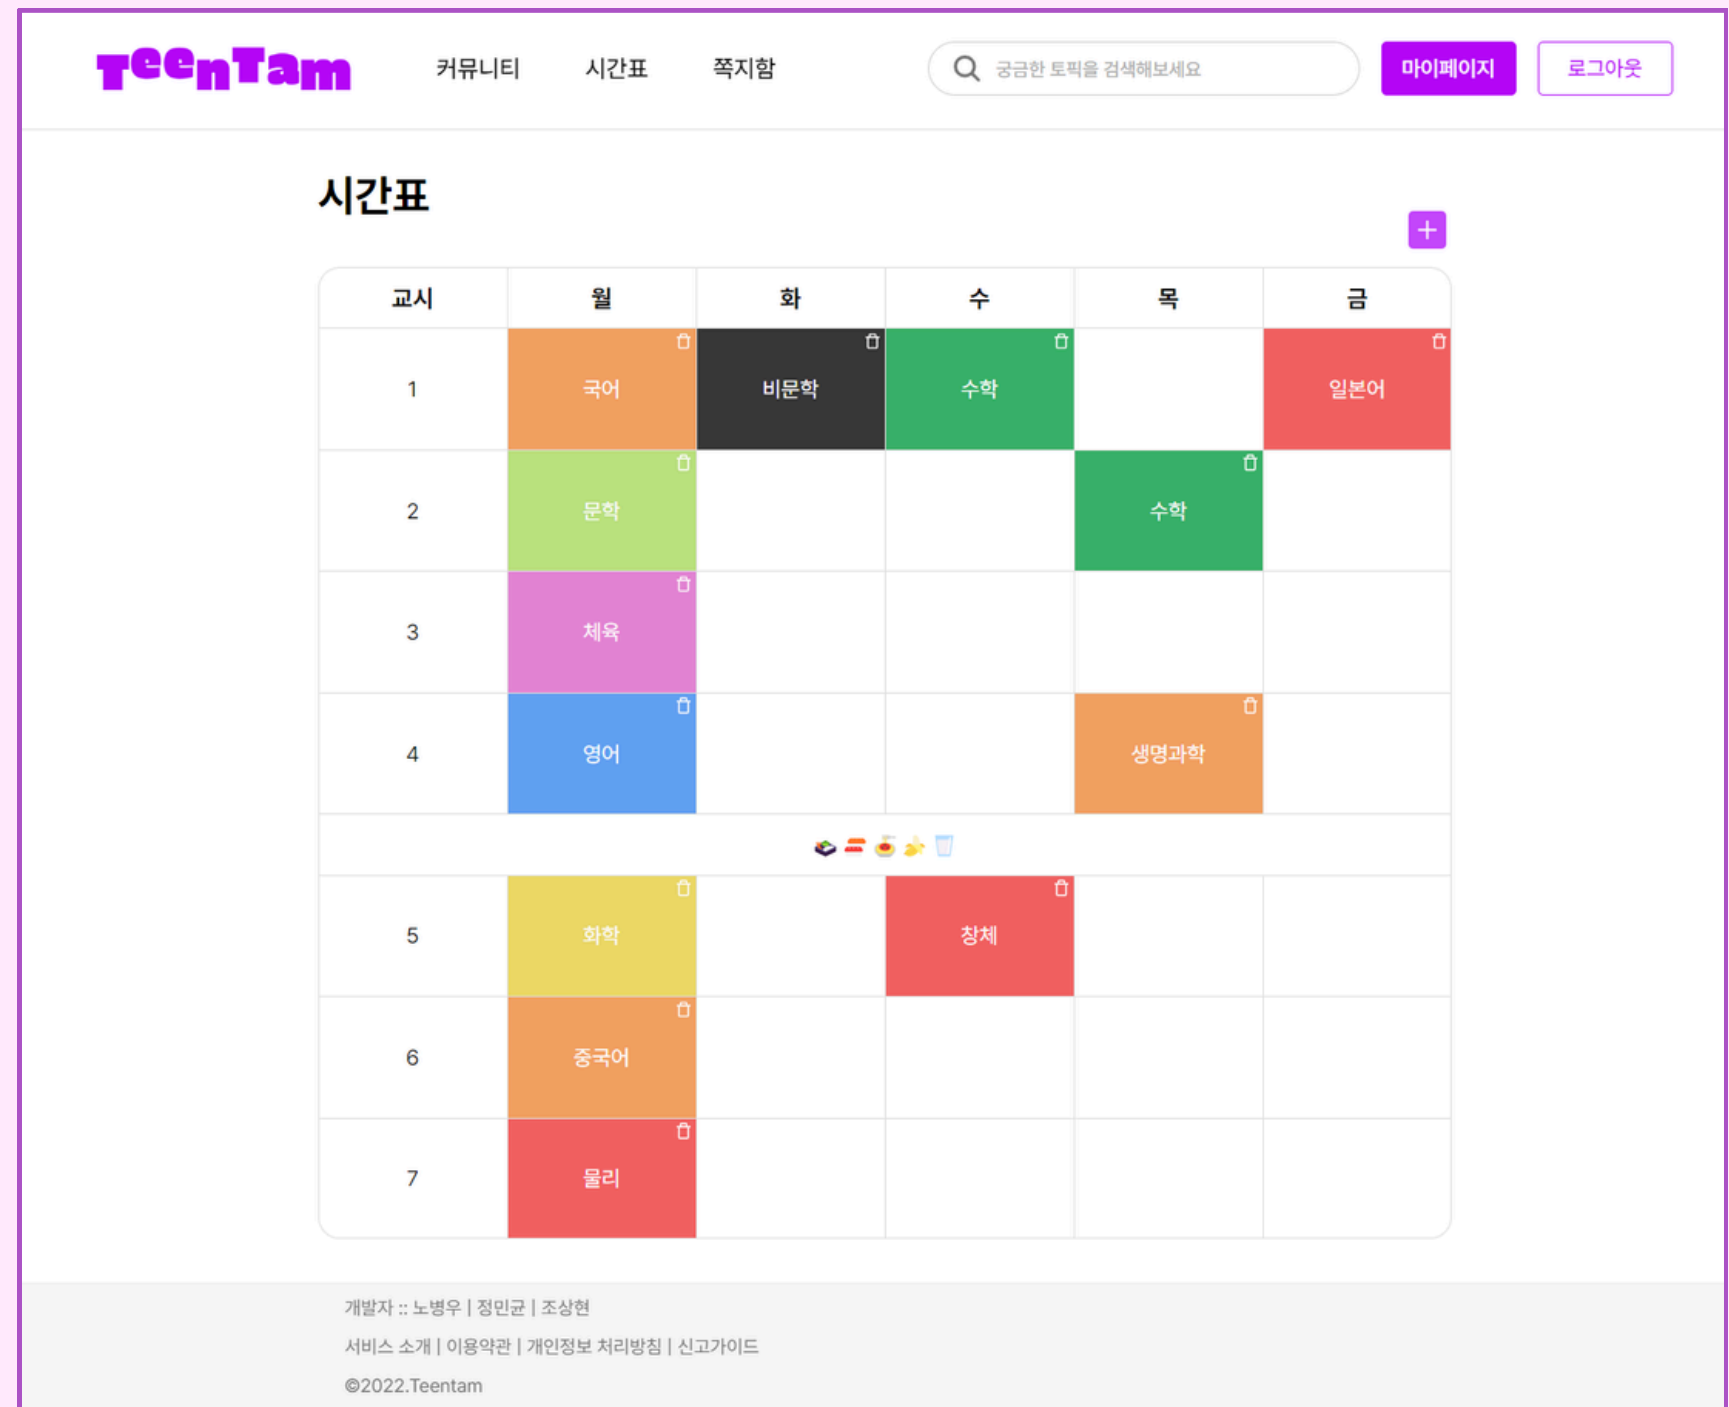 TeenTam 커뮤니티 시간표 쪽지함 궁금한 토픽을 검색해보세요 마이페이지 로그아웃
시간표
교시 월 화 수 목 금
1 국어 비문학 수학 일본어
2 문학 수학
3 체육
4 영어 생명과학
5 화학 창체
6 중국어
7 물리
개발자 :: 노병우 | 정민균 | 조상현
서비스 소개 | 이용약관 | 개인정보 처리방침 | 신고가이드
©2022.Teentam